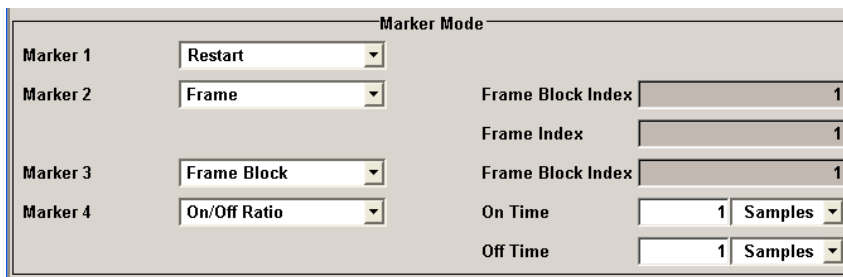 Marker Mode
Marker 1 Restart
Marker 2 Frame Frame Block Index 1
Frame Index 1
Marker 3 Frame Block Frame Block Index 1
Marker 4 On/Off Ratio On Time 1 Samples
Off Time 1 Samples